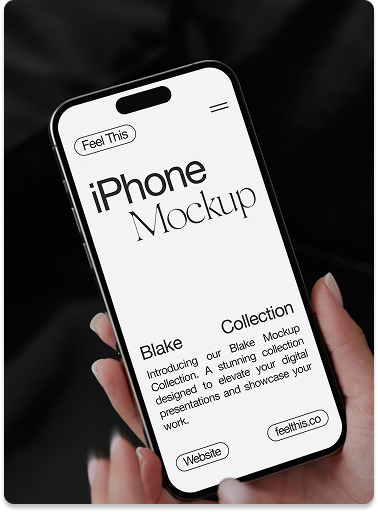 Feel This
iPhone
Mockup
Blake Collection
Introducing our Blake Mockup
Collection. A stunning collection
designed to elevate your digital
presentations and showcase your
work.
Website feelthis.co